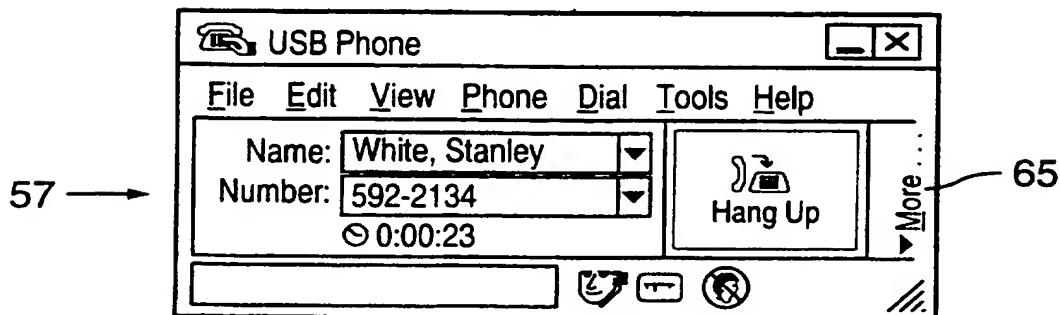 USB Phone
File Edit View Phone Dial Tools Help
Name: White, Stanley
Number: 592-2134
0:00:23
Hang Up
More...
57
65